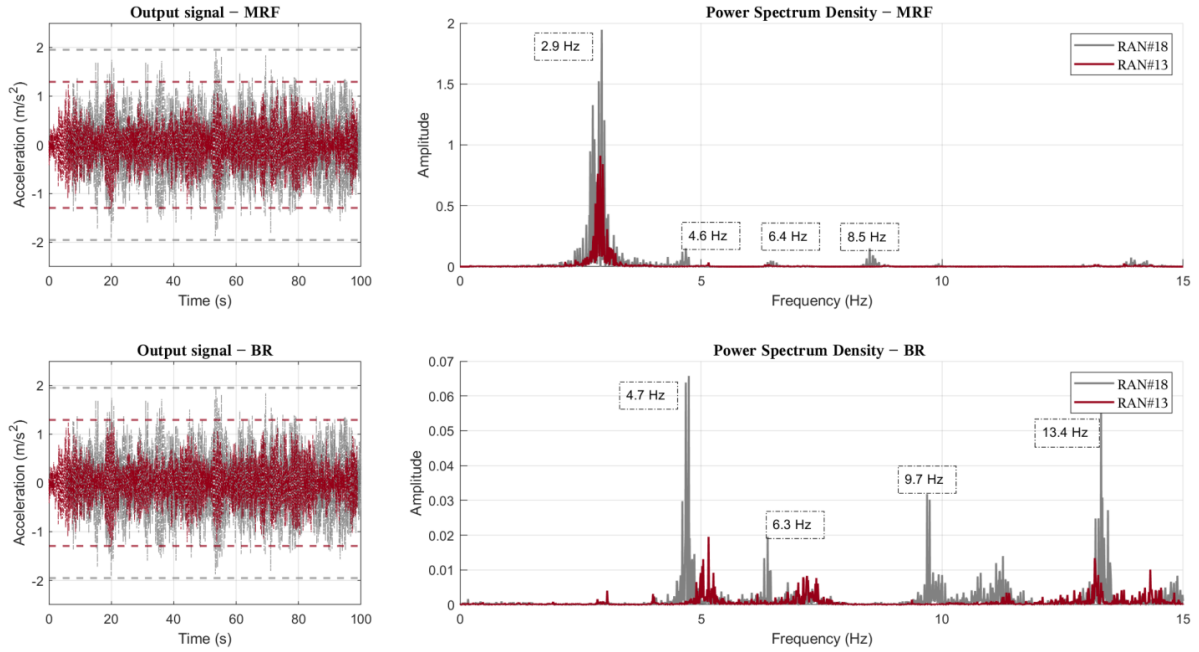 Output signal – MRF
Acceleration (m/s²)
2
1
0
-1
-2
0 20 40 60 80 100
Time (s)
Power Spectrum Density – MRF
Amplitude
2
1.5
1
0.5
0
2.9 Hz
4.6 Hz
6.4 Hz
8.5 Hz
RAN#18
RAN#13
0 5 10 15
Frequency (Hz)
Output signal – BR
Acceleration (m/s²)
2
1
0
-1
-2
0 20 40 60 80 100
Time (s)
Power Spectrum Density – BR
Amplitude
0.07
0.06
0.05
0.04
0.03
0.02
0.01
0
4.7 Hz
6.3 Hz
9.7 Hz
13.4 Hz
RAN#18
RAN#13
0 5 10 15
Frequency (Hz)